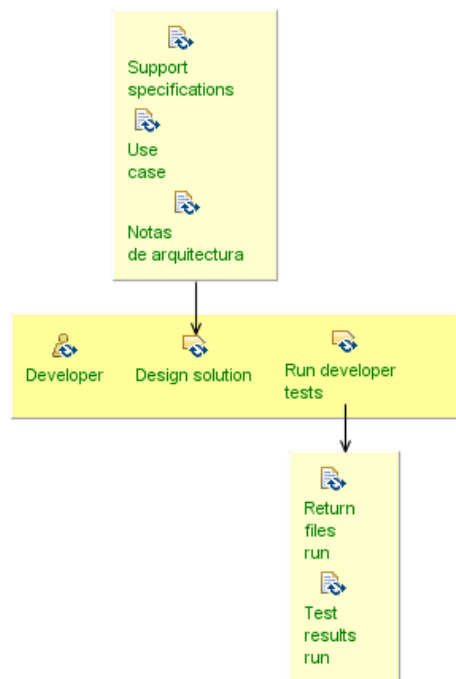 Support
specifications
Use
case
Notas
de arquitectura
Developer
Design solution
Run developer
tests
Return
files
run
Test
results
run